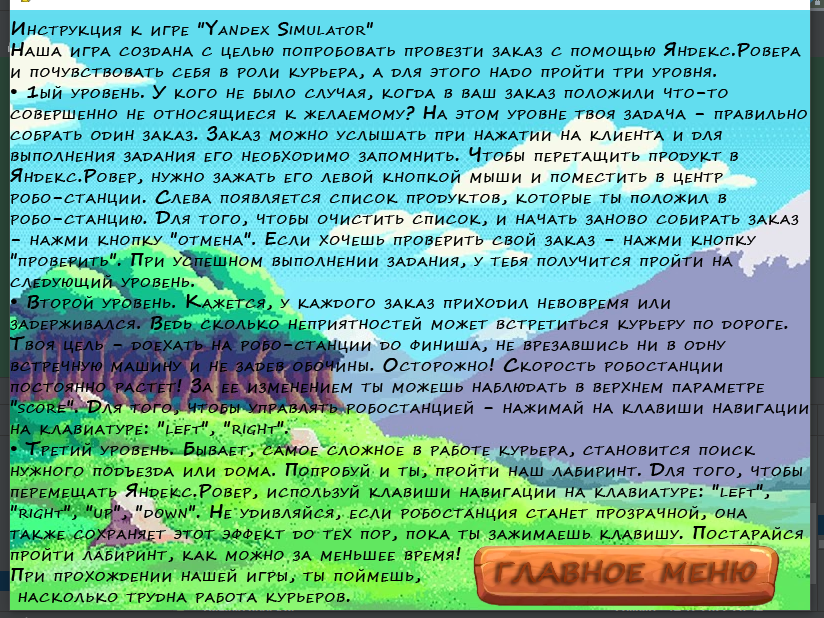 Инструкция к игре "Yandex Simulator"
Наша игра создана с целью попробовать провезти заказ с помощью Яндекс.Ровера
и почувствовать себя в роли курьера, а для этого надо пройти три уровня.
• 1ый уровень. У кого не было случая, когда в ваш заказ положили что-то
совершенно не относящиеся к желаемому? На этом уровне твоя задача - правильно
собрать один заказ. Заказ можно услышать при нажатии на клиента и для
выполнения задания его необходимо запомнить. Чтобы перетащить продукт в
Яндекс.Ровер, нужно зажать его левой кнопкой мыши и поместить в центр
робо-станции. Слева появляется список продуктов, которые ты положил в
робо-станцию. Для того, чтобы очистить список, и начать заново собирать заказ
- нажми кнопку "отмена". Если хочешь проверить свой заказ - нажми кнопку
"проверить". При успешном выполнении задания, у тебя получится пройти на
следующий уровень.
• Второй уровень. Кажется, у каждого заказ приходил невовремя или
задерживался. Ведь сколько неприятностей может встретиться курьеру по дороге.
Твоя цель - доехать на робо-станции до финиша, не врезавшись ни в одну
встречную машину и не задев обочины. Осторожно! Скорость робостанции
постоянно растет! За ее изменением ты можешь наблюдать в верхнем параметре
"score". Для того, чтобы управлять робостанцией - нажимай на клавиши навигации
на клавиатуре: "left", "right".
• Третий уровень. Бывает, самое сложное в работе курьера, становится поиск
нужного подъезда или дома. Попробуй и ты, пройти наш лабиринт. Для того, чтобы
перемещать Яндекс.Ровер, используй клавиши навигации на клавиатуре: "left",
"right", "up", "down". Не удивляйся, если робостанция станет прозрачной, она
также сохраняет этот эффект до тех пор, пока ты зажимаешь клавишу. Постарайся
пройти лабиринт, как можно за меньшее время!
При прохождении нашей игры, ты поймешь,
насколько трудна работа курьеров.
ГЛАВНОЕ МЕНЮ